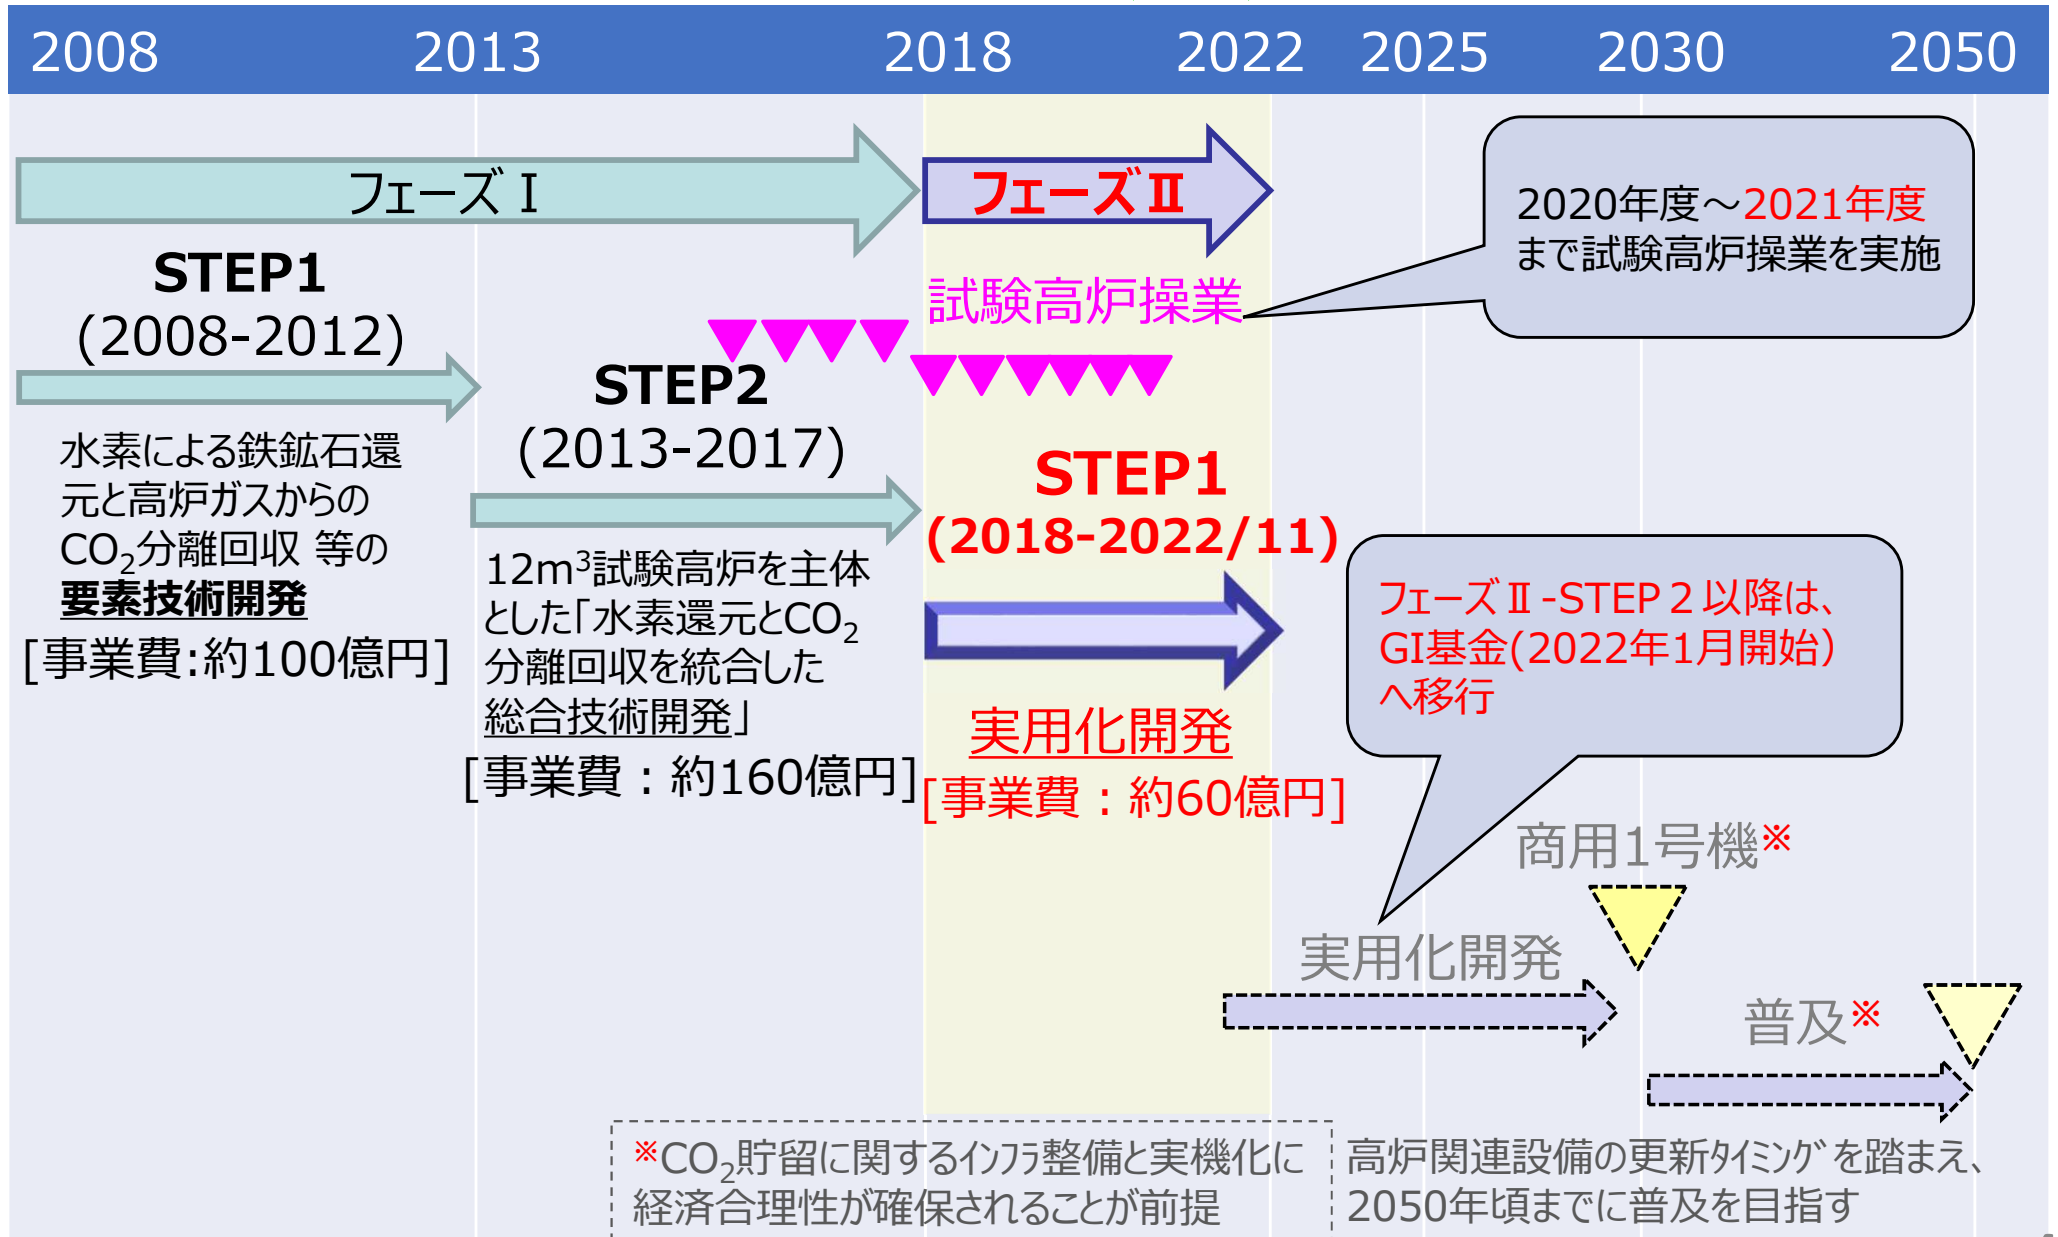 2008 2013 2018 2022 2025 2030 2050
フェーズⅠ
フェーズⅡ
2020年度～2021年度
まで試験高炉操業を実施
STEP1
(2008-2012)
試験高炉操業
STEP2
(2013-2017)
水素による鉄鉱石還
元と高炉ガスからの
CO₂分離回収 等の
要素技術開発
[事業費:約100億円]
12m³試験高炉を主体
とした「水素還元とCO₂
分離回収を統合した
総合技術開発」
[事業費：約160億円]
STEP1
(2018-2022/11)
実用化開発
[事業費：約60億円]
フェーズⅡ-STEP２以降は、
GI基金(2022年1月開始）
へ移行
商用1号機※
実用化開発
普及※
※CO₂貯留に関するｲﾝﾌﾗ整備と実機化に
経済合理性が確保されることが前提
高炉関連設備の更新ﾀｲﾐﾝｸﾞを踏まえ、
2050年頃までに普及を目指す